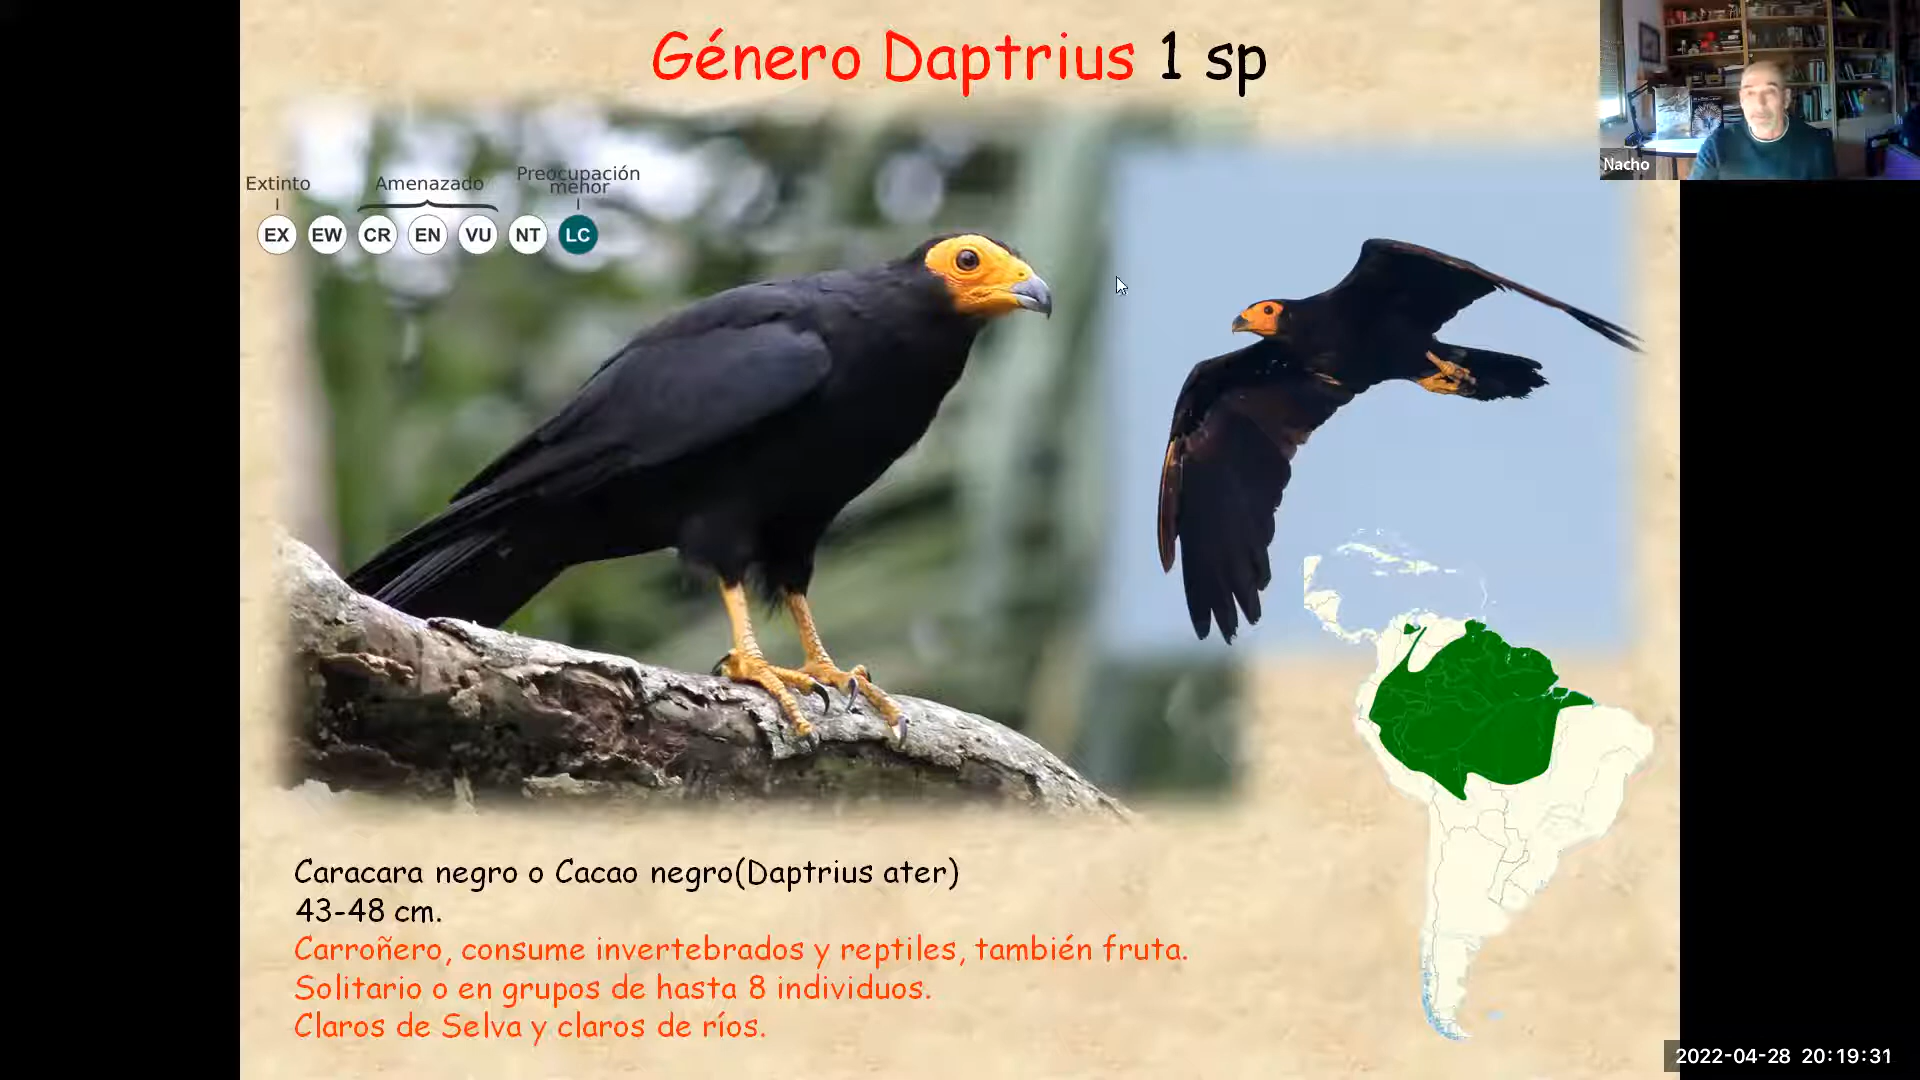 Género Daptrius 1 sp
Nacho
Extinto
Amenazado
Preocupación
menor
EX EW CR EN VU NT LC
Caracara negro o Cacao negro(Daptrius ater)
43-48 cm.
Carroñero, consume invertebrados y reptiles, también fruta.
Solitario o en grupos de hasta 8 individuos.
Claros de Selva y claros de ríos.
2022-04-28 20:19:31